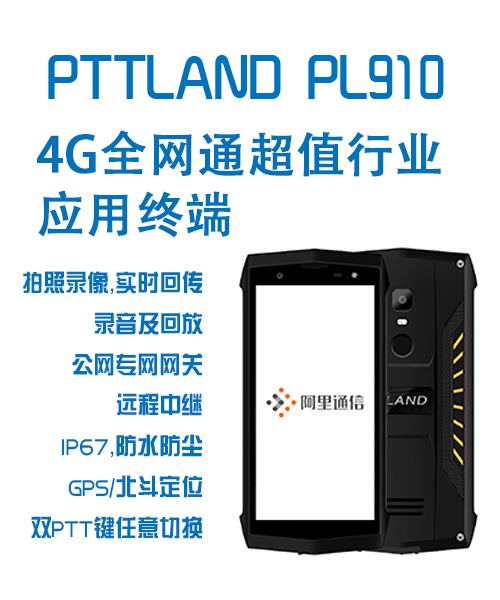 PTTLAND PL910
4G全网通超值行业
应用终端
拍照录像,实时回传
录音及回放
公网专网网关
远程中继
IP67,防水防尘
GPS/北斗定位
双PTT键任意切换
阿里通信
LAND